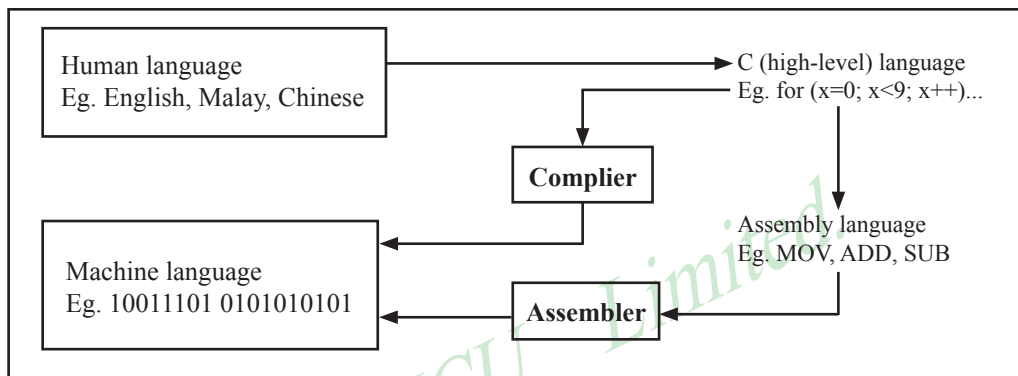 Human language
Eg. English, Malay, Chinese
C (high-level) language
Eg. for (x=0; x<9; x++)...
Complier
Assembly language
Eg. MOV, ADD, SUB
Machine language
Eg. 10011101 0101010101
Assembler
Limited.